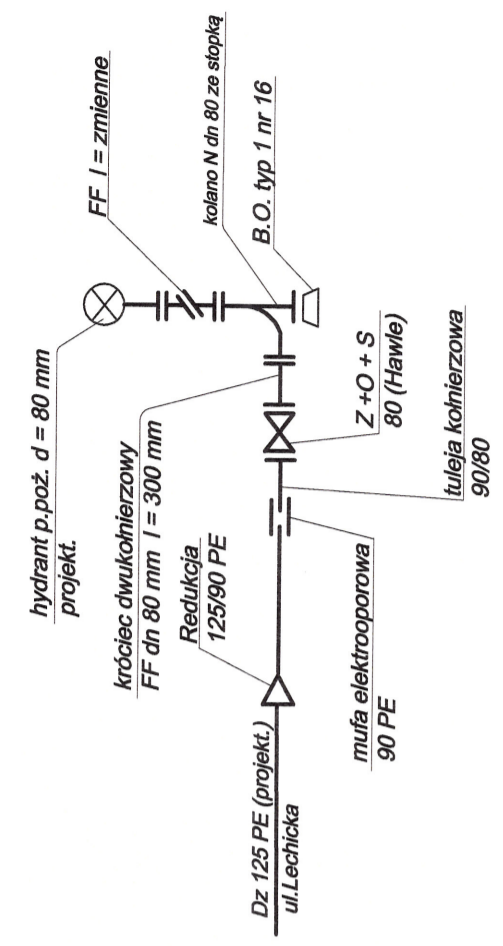 hydrant p.poż. d = 80 mm
projekt.
FF l = zmienne
króciec dwukołnierzowy
FF dn 80 mm l = 300 mm
kolano N dn 80 ze stopką
B.O. typ 1 nr 16
Redukcja
125/90 PE
Z +O + S
80 (Hawle)
Dz 125 PE (projekt.)
ul.Lechicka
mufa elektrooporowa
90 PE
tuleja kołnierzowa
90/80